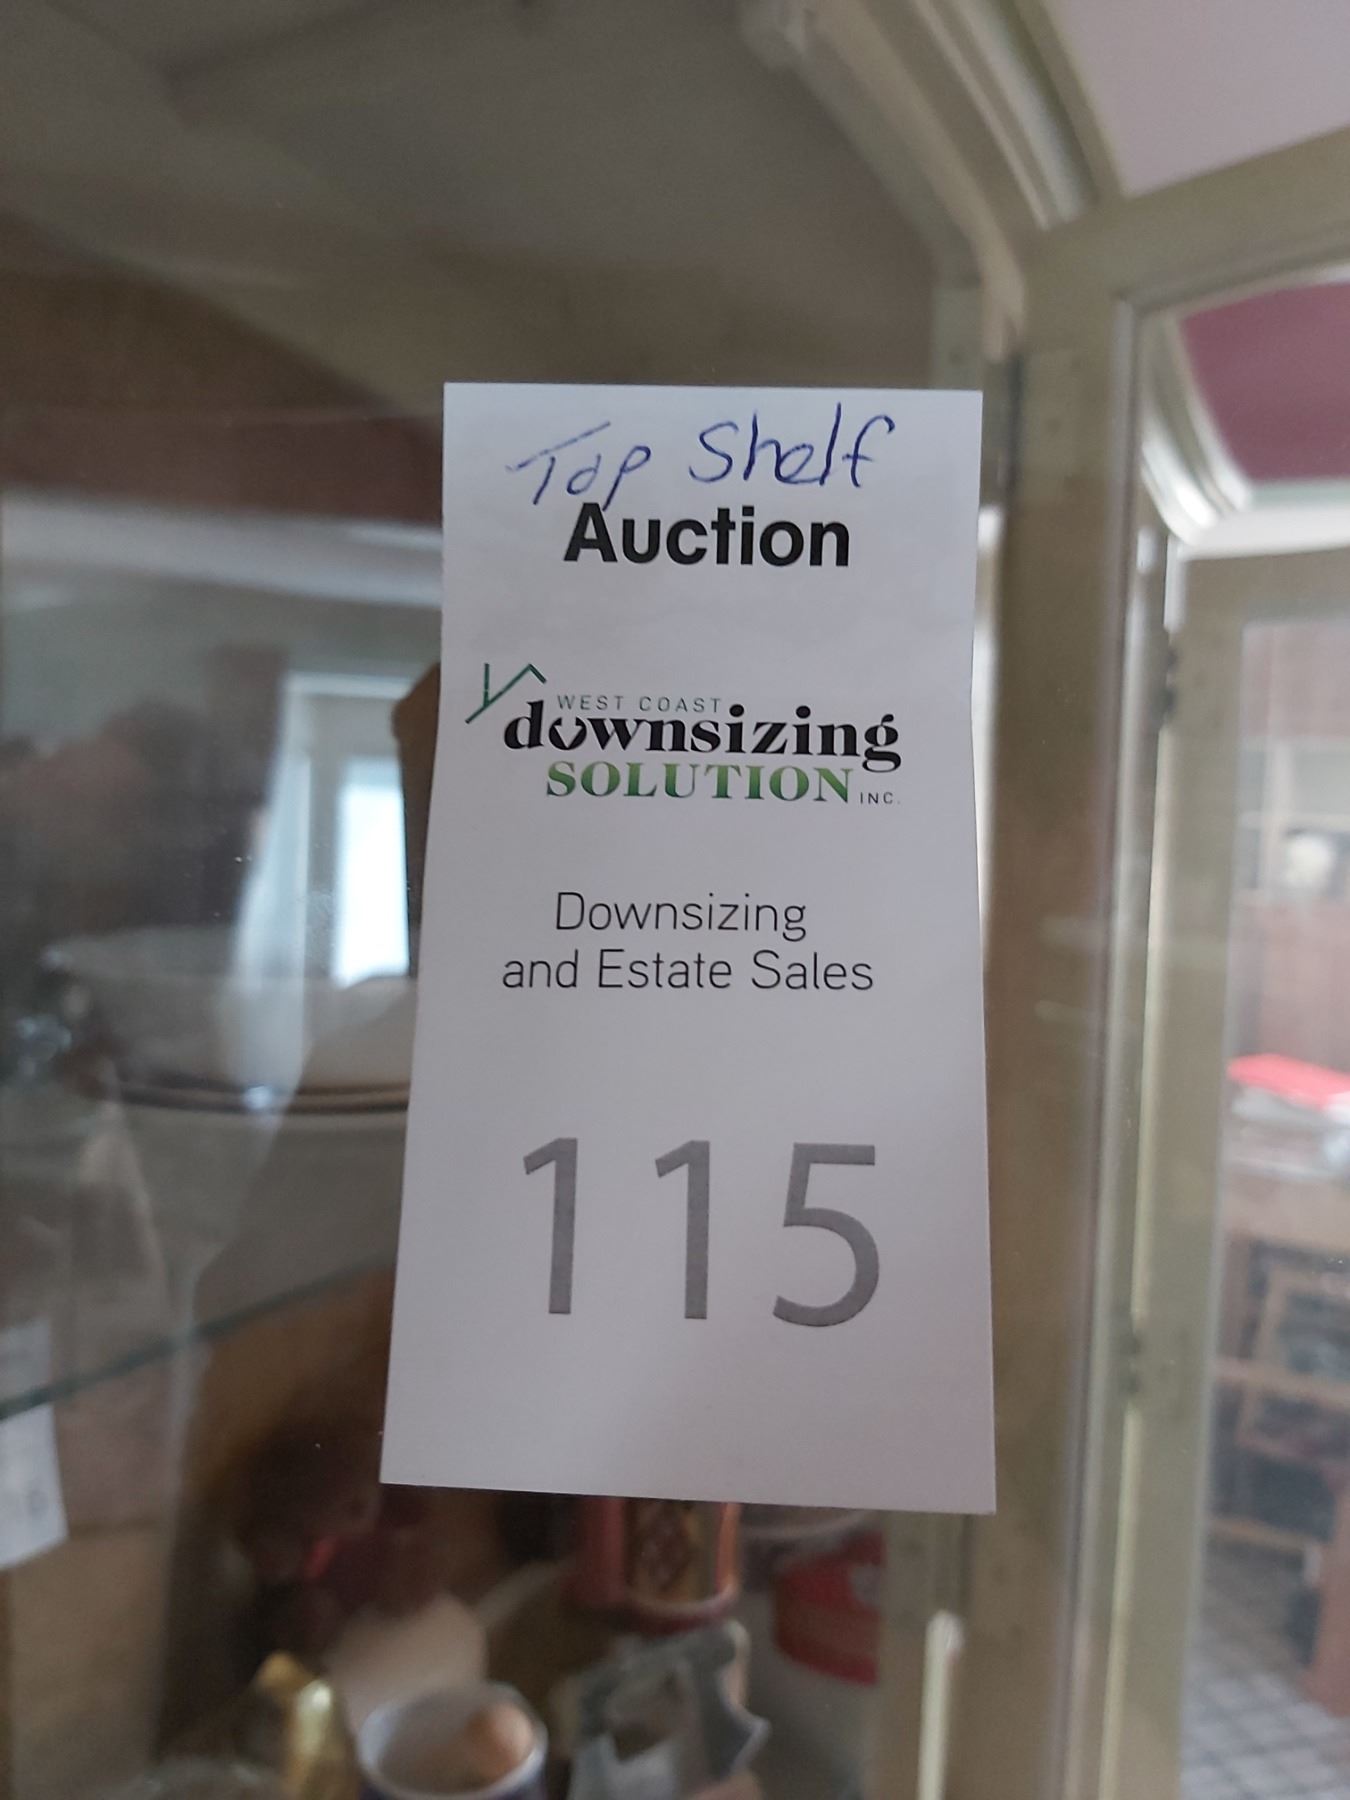 Top Shelf
Auction
WEST COAST
downsizing
SOLUTION INC.
Downsizing
and Estate Sales
115